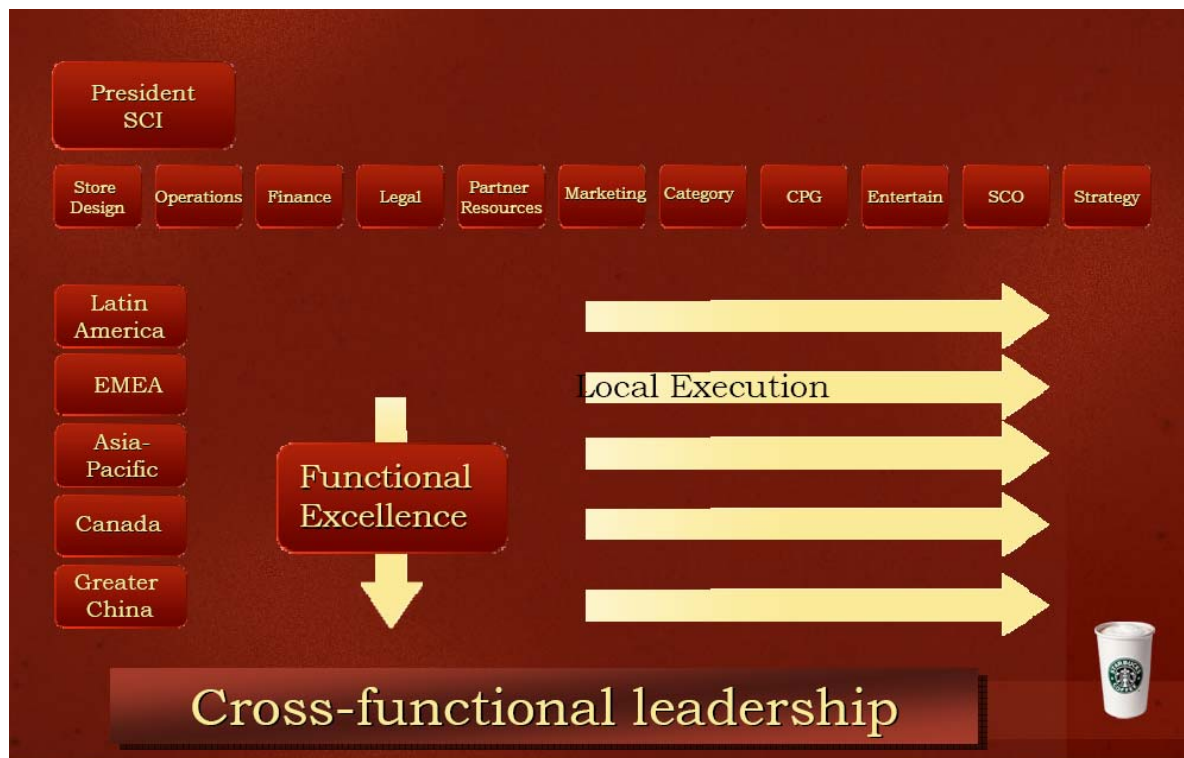 President
SCI
Store
Design
Operations
Finance
Legal
Partner
Resources
Marketing
Category
CPG
Entertain
SCO
Strategy
Latin
America
EMEA
Asia-
Pacific
Canada
Greater
China
Functional
Excellence
Local Execution
Cross-functional leadership